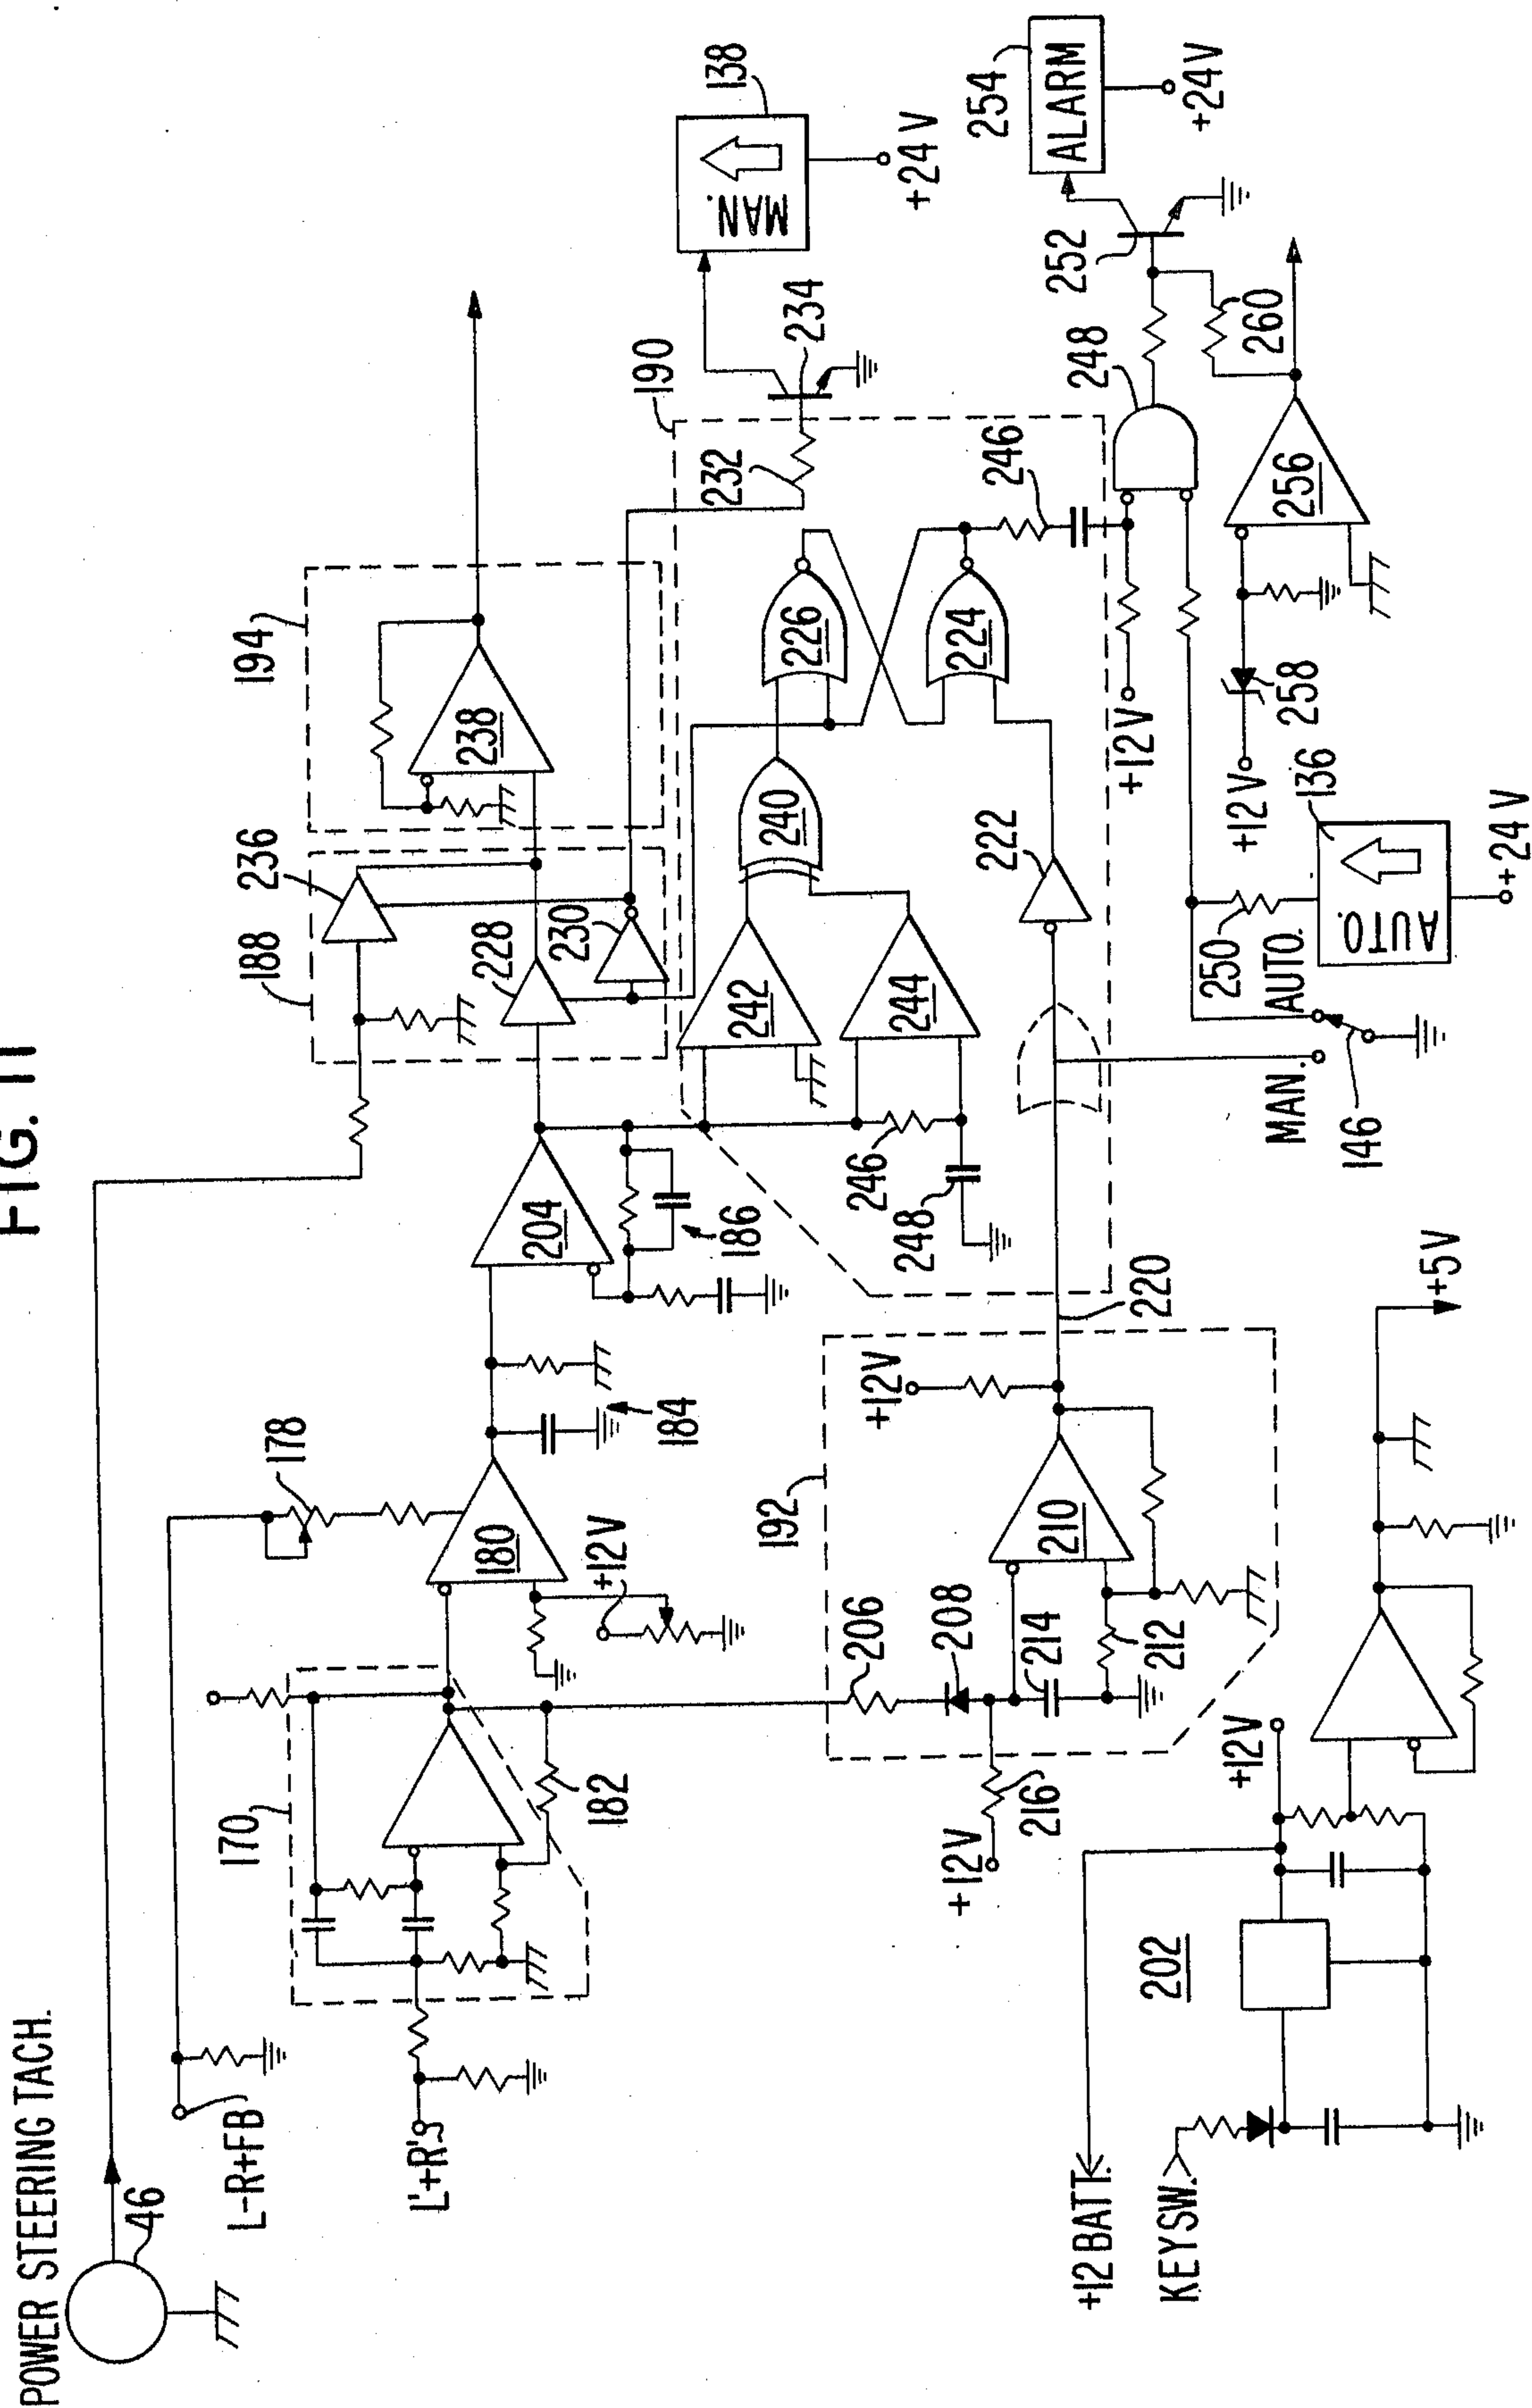 FIG. 11
POWER STEERING TACH.
46
L-R+FB
L'+R'
170
182
178
180
+12V
184
204
186
188
236
228
230
194
238
190
232
234
MAN.
138
+24V
242
244
246
248
240
226
224
222
246
+12V
248
252
254
ALARM
+24V
260
256
258
+12V
136
AUTO.
+24V
250
AUTO.
MAN.
146
220
192
+12V
210
206
208
214
212
216
+12V
+12V
+5V
202
+12 BATT.
KEYSW.